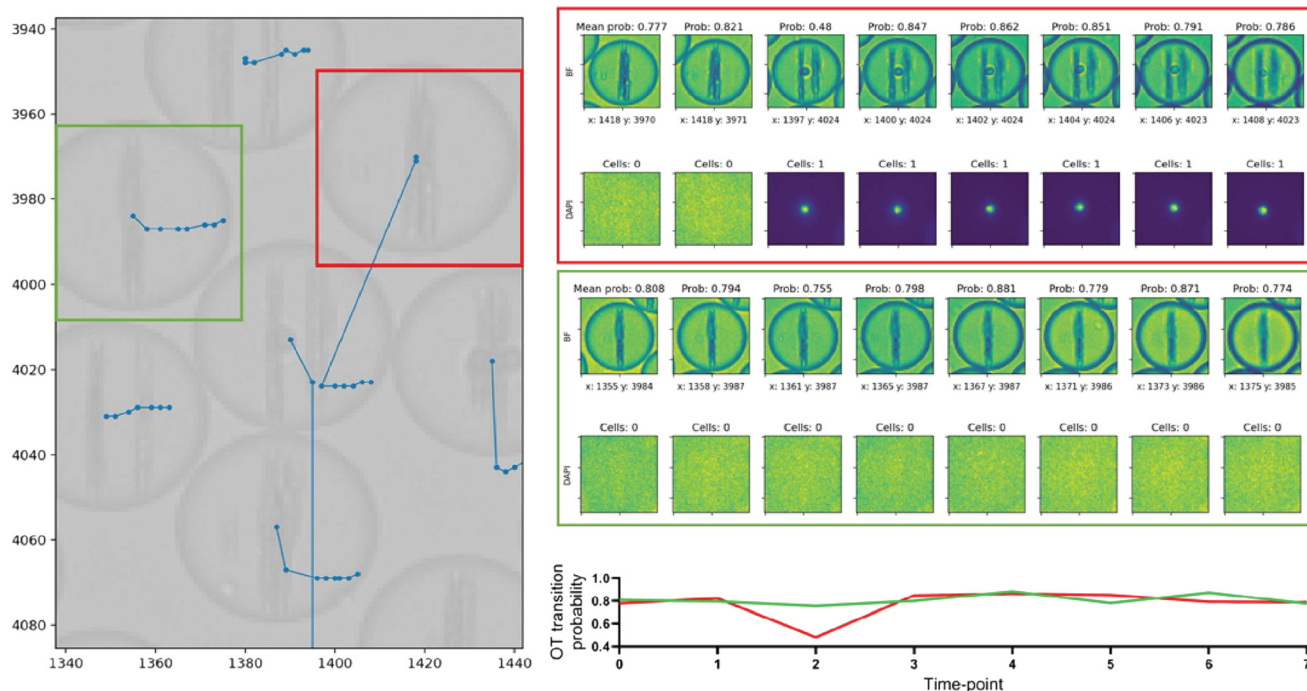 3940
3960
3980
4000
4020
4040
4060
4080
1340
1360
1380
1400
1420
1440
Mean prob: 0.777 Prob: 0.821 Prob: 0.48 Prob: 0.847 Prob: 0.862 Prob: 0.851 Prob: 0.791 Prob: 0.786
BF
x: 1418 y: 3970 x: 1418 y: 3971 x: 1397 y: 4024 x: 1400 y: 4024 x: 1402 y: 4024 x: 1404 y: 4024 x: 1406 y: 4023 x: 1408 y: 4023
Cells: 0 Cells: 0 Cells: 1 Cells: 1 Cells: 1 Cells: 1 Cells: 1 Cells: 1
DAPI
Mean prob: 0.808 Prob: 0.794 Prob: 0.755 Prob: 0.798 Prob: 0.881 Prob: 0.779 Prob: 0.871 Prob: 0.774
BF
x: 1355 y: 3984 x: 1358 y: 3987 x: 1361 y: 3987 x: 1365 y: 3987 x: 1367 y: 3987 x: 1371 y: 3986 x: 1373 y: 3986 x: 1375 y: 3985
Cells: 0 Cells: 0 Cells: 0 Cells: 0 Cells: 0 Cells: 0 Cells: 0 Cells: 0
DAPI
OT transition
probability
1.0
0.8
0.6
0.4
0 1 2 3 4 5 6 7
Time-point